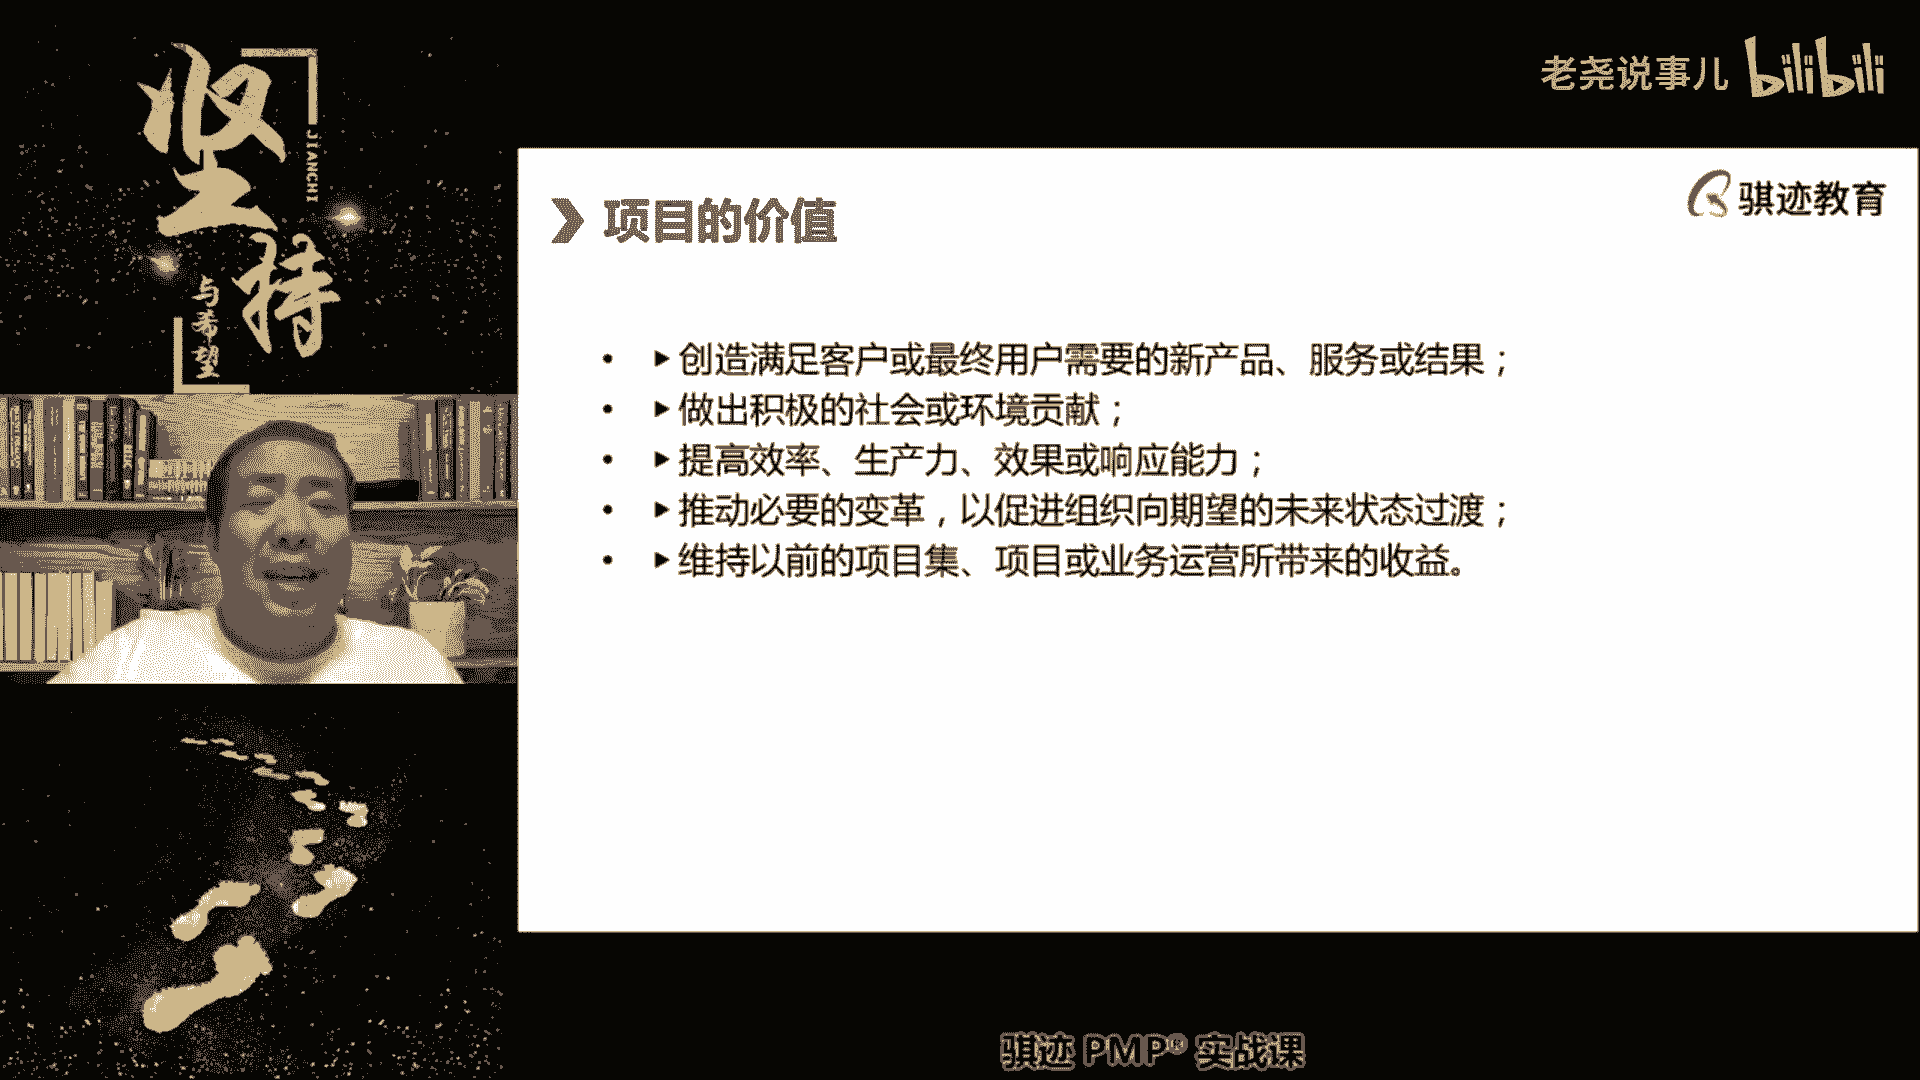 坚持
JIANCHI
与希望
老尧说事儿 bilibili
骐迹教育
项目的价值
• ▶创造满足客户或最终用户需要的新产品、服务或结果；
• ▶做出积极的社会或环境贡献；
• ▶提高效率、生产力、效果或响应能力；
• ▶推动必要的变革，以促进组织向期望的未来状态过渡；
• ▶维持以前的项目集、项目或业务运营所带来的收益。
骐迹 PMP® 实战课